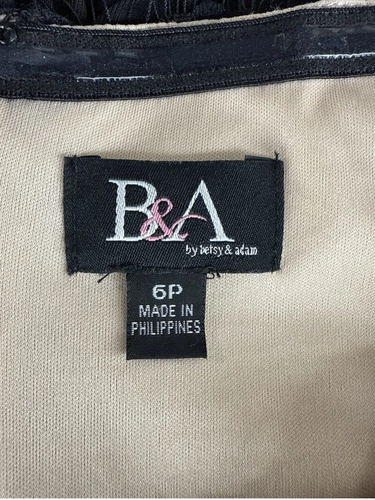 B&A
by betsy & adam
6P
MADE IN
PHILIPPINES